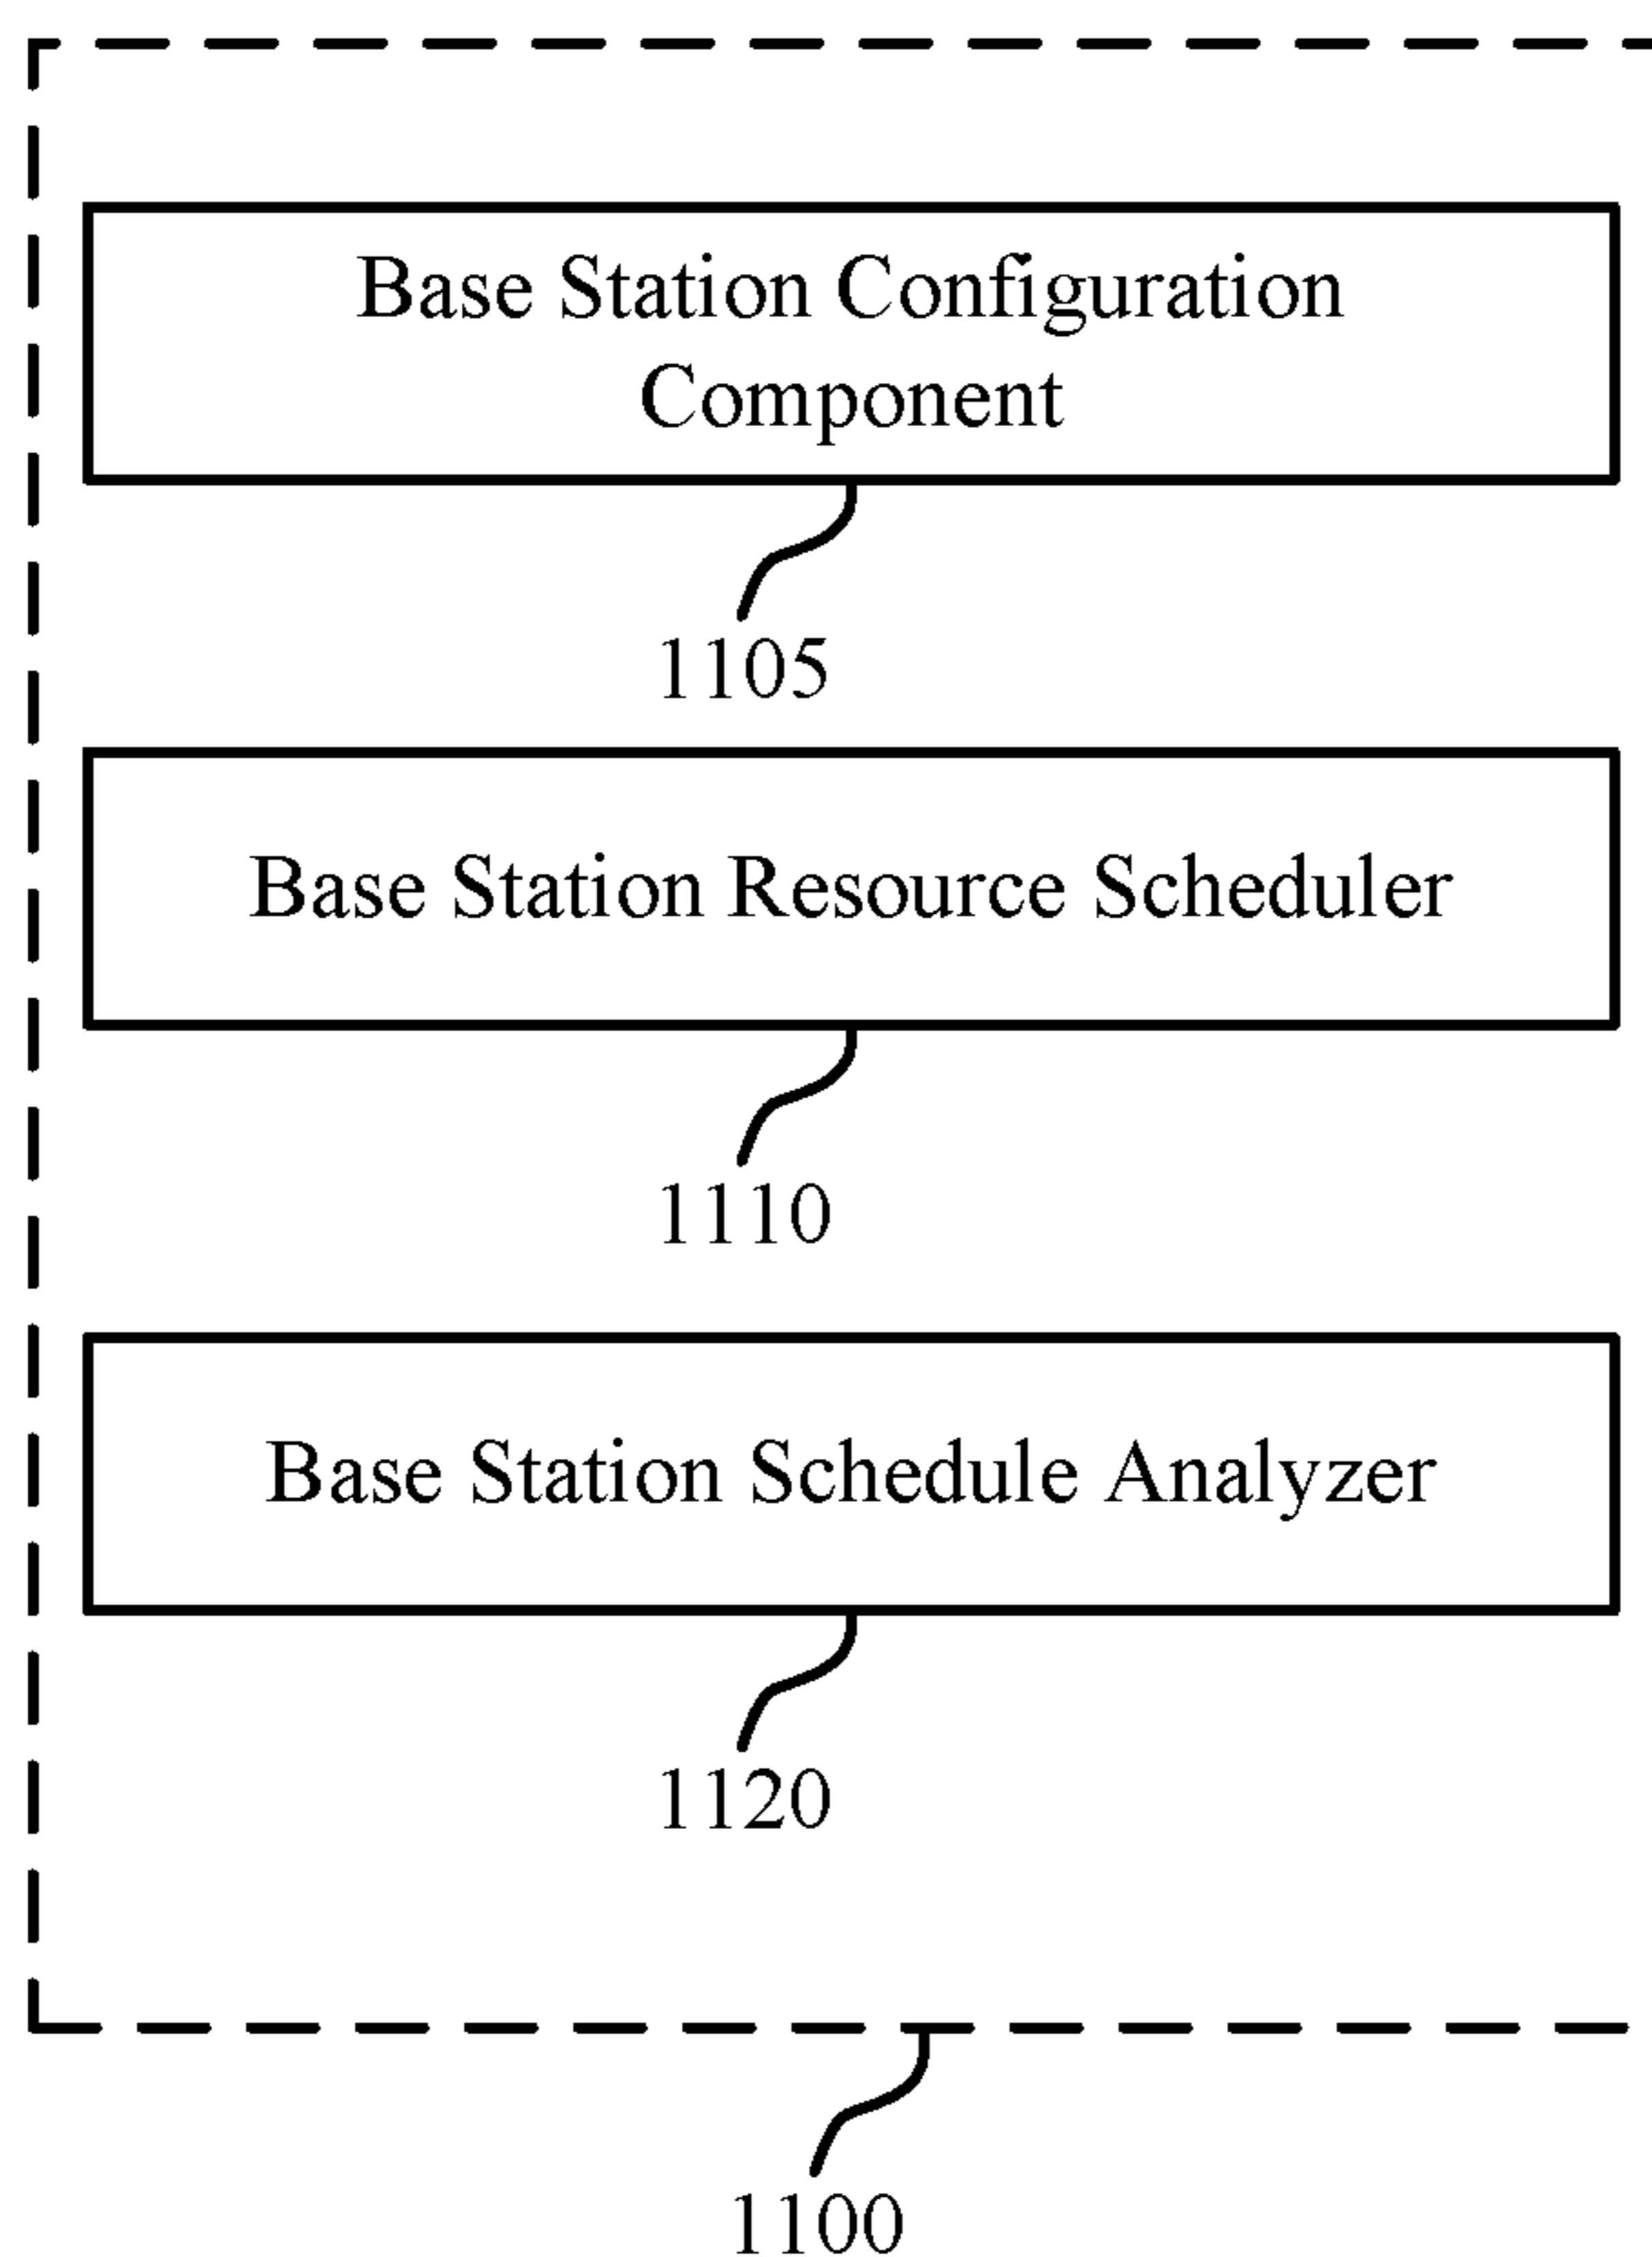 Base Station Configuration
Component
1105
Base Station Resource Scheduler
1110
Base Station Schedule Analyzer
1120
1100